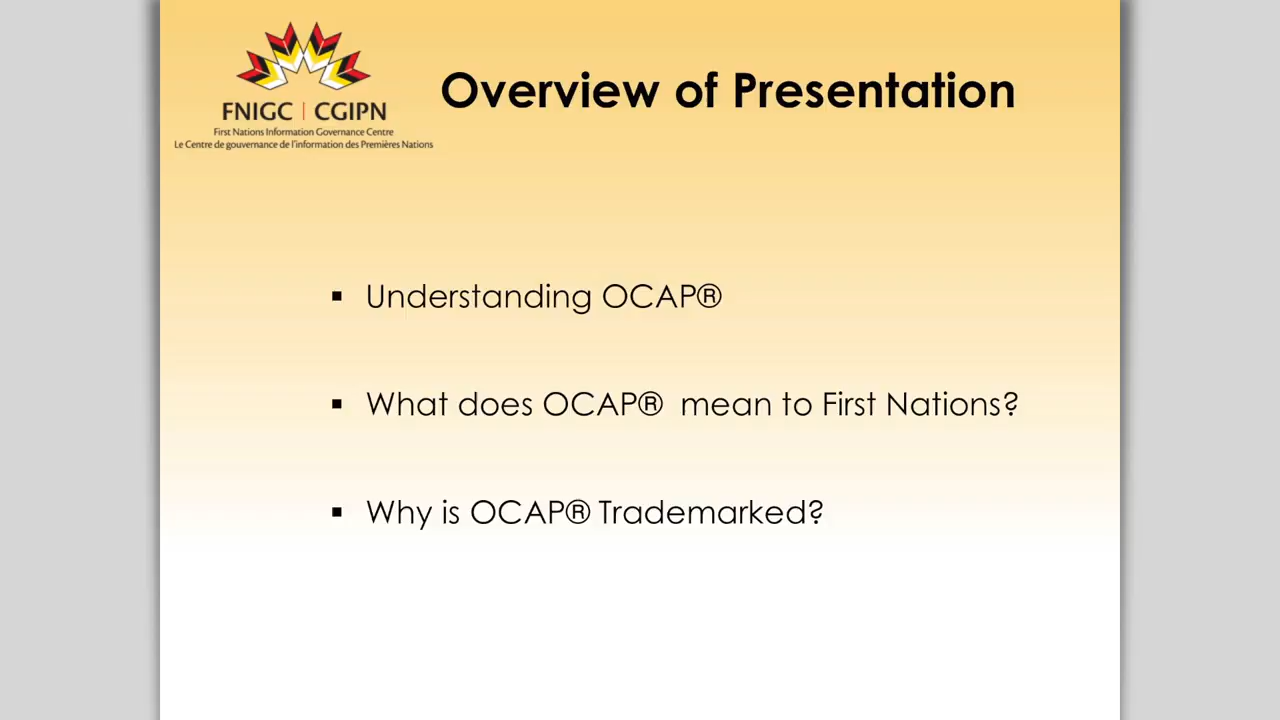 FNIGC | CGIPN
First Nations Information Governance Centre
Le Centre de gouvernance de l'information des Premières Nations
Overview of Presentation
▪ Understanding OCAP®
▪ What does OCAP®  mean to First Nations?
▪ Why is OCAP® Trademarked?